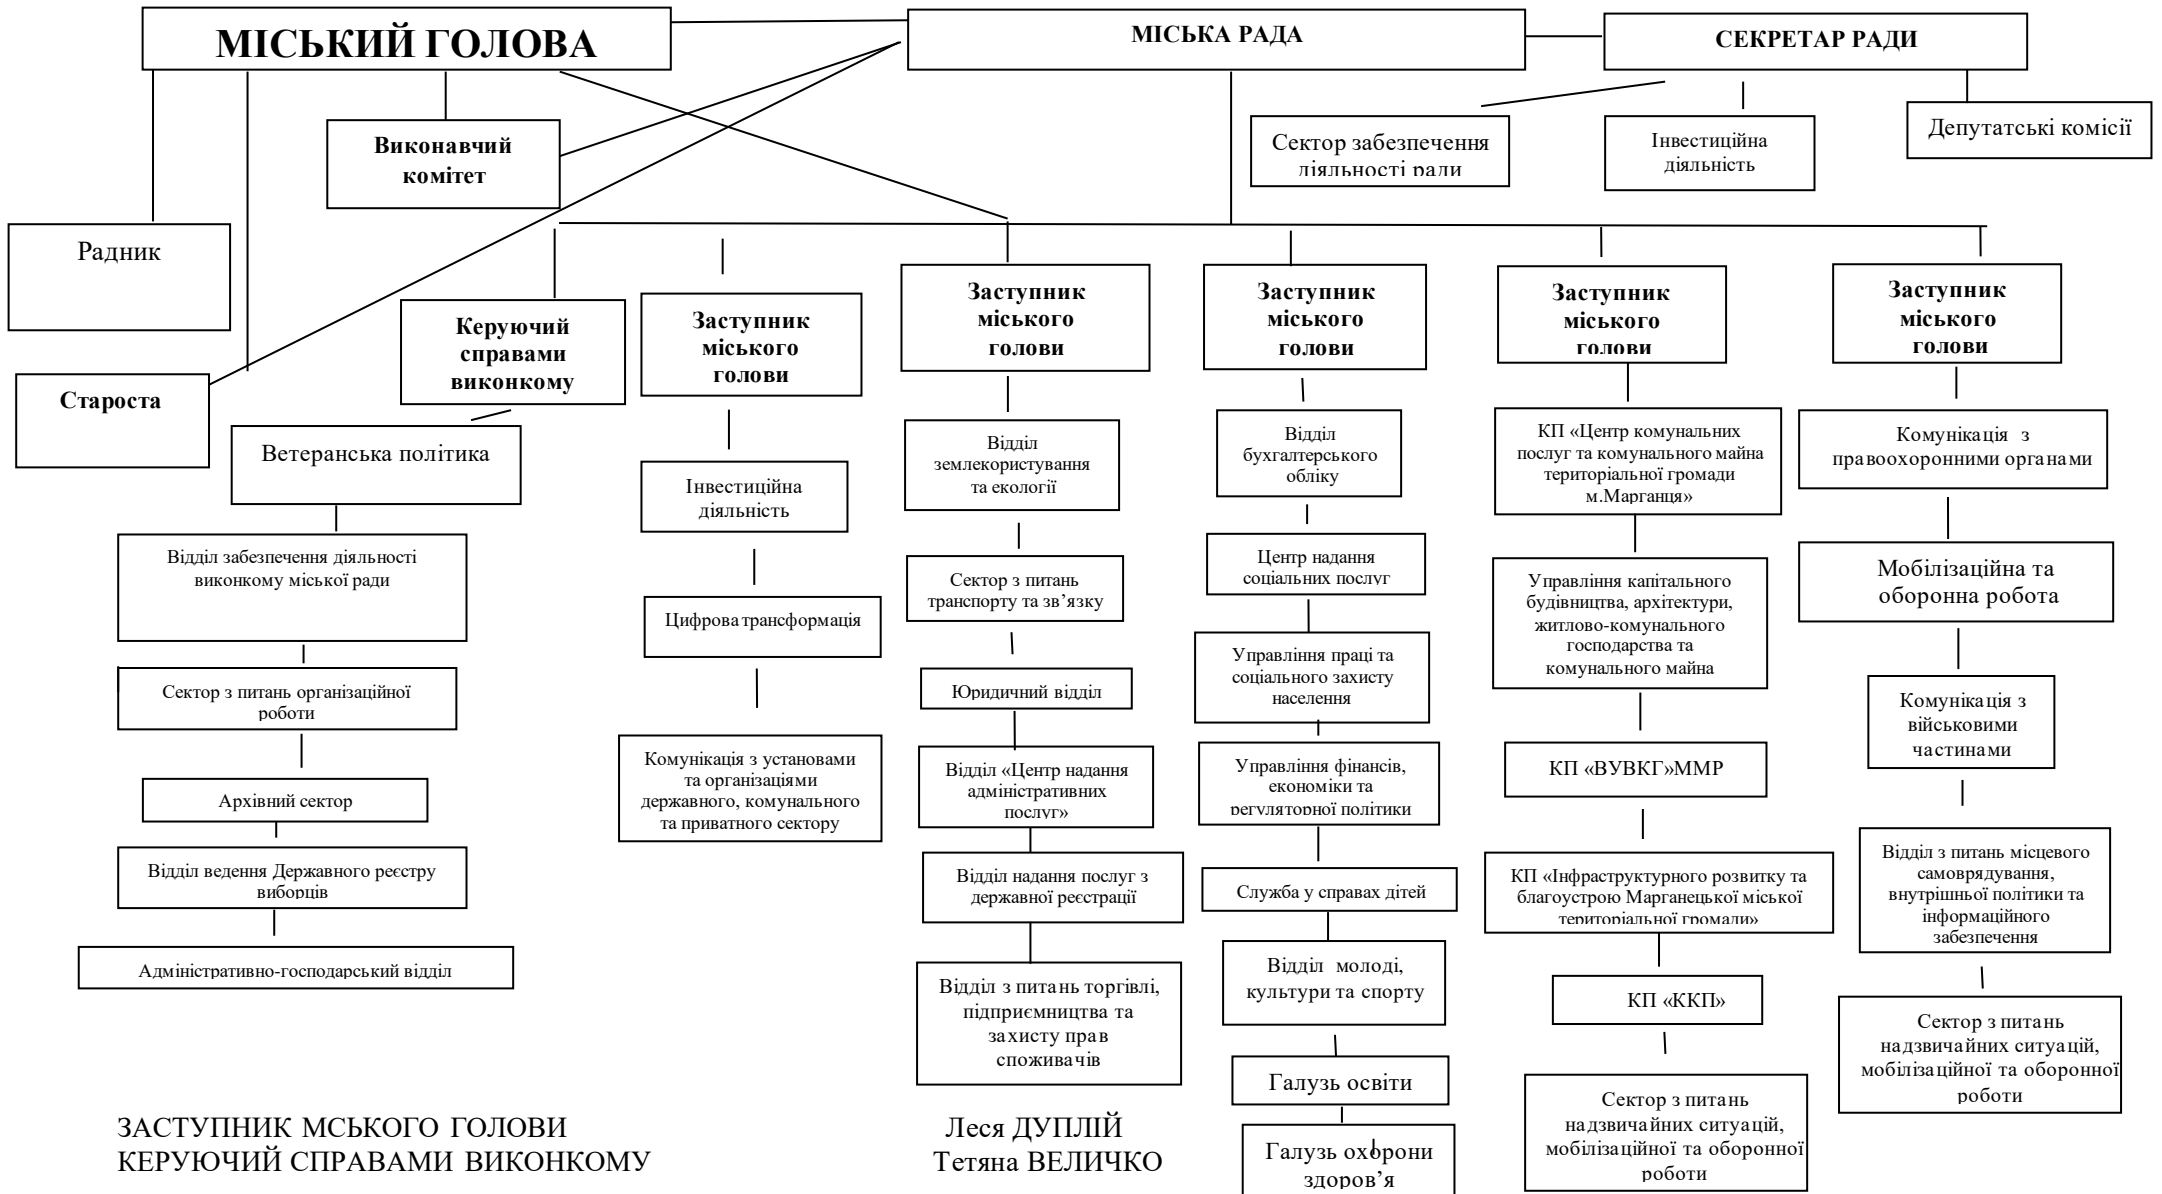 МІСЬКИЙ ГОЛОВА
МІСЬКА РАДА
СЕКРЕТАР РАДИ
Виконавчий
комітет
Сектор забезпечення
діяльності ради
Інвестиційна
діяльність
Депутатські комісії
Радник
Староста
Керуючий
справами
виконкому
Ветеранська політика
Відділ забезпечення діяльності
виконкому міської ради
Сектор з питань організаційної
роботи
Архівний сектор
Відділ ведення Державного реєстру
виборців
Адміністративно-господарський відділ
Заступник
міського
голови
Інвестиційна
діяльність
Цифрова трансформація
Комунікація з установами
та організаціями
державного, комунального
та приватного сектору
Заступник
міського
голови
Відділ
землекористування
та екології
Сектор з питань
транспорту та зв’язку
Юридичний відділ
Відділ «Центр надання
адміністративних
послуг»
Відділ надання послуг з
державної реєстрації
Відділ з питань торгівлі,
підприємництва та
захисту прав
споживачів
Заступник
міського
голови
Відділ
бухгалтерського
обліку
Центр надання
соціальних послуг
Управління праці та
соціального захисту
населення
Управління фінансів,
економіки та
регуляторної політики
Служба у справах дітей
Відділ молоді,
культури та спорту
Галузь освіти
Галузь охорони
здоров’я
Заступник
міського
голови
КП «Центр комунальних
послуг та комунального майна
територіальної громади
м.Марганця»
Управління капітального
будівництва, архітектури,
житлово-комунального
господарства та
комунального майна
КП «ВУВКГ»ММР
КП «Інфраструктурного розвитку та
благоустрою Марганецької міської
територіальної громади»
КП «ККП»
Сектор з питань
надзвичайних ситуацій,
мобілізаційної та оборонної
роботи
Заступник
міського
голови
Комунікація з
правоохоронними органами
Мобілізаційна та
оборонна робота
Комунікація з
військовими
частинами
Відділ з питань місцевого
самоврядування,
внутрішньої політики та
інформаційного
забезпечення
Сектор з питань
надзвичайних ситуацій,
мобілізаційної та оборонної
роботи
ЗАСТУПНИК МСЬКОГО ГОЛОВИ Леся ДУПЛІЙ
КЕРУЮЧИЙ СПРАВАМИ ВИКОНКОМУ Тетяна ВЕЛИЧКО